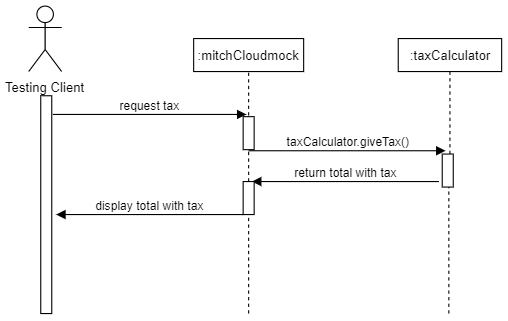 :mitchCloudmock
:taxCalculator
Testing Client
request tax
taxCalculator.giveTax()
return total with tax
display total with tax